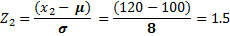 Z₂ = (x₂ − μ) / σ = (120 − 100) / 8 = 1.5